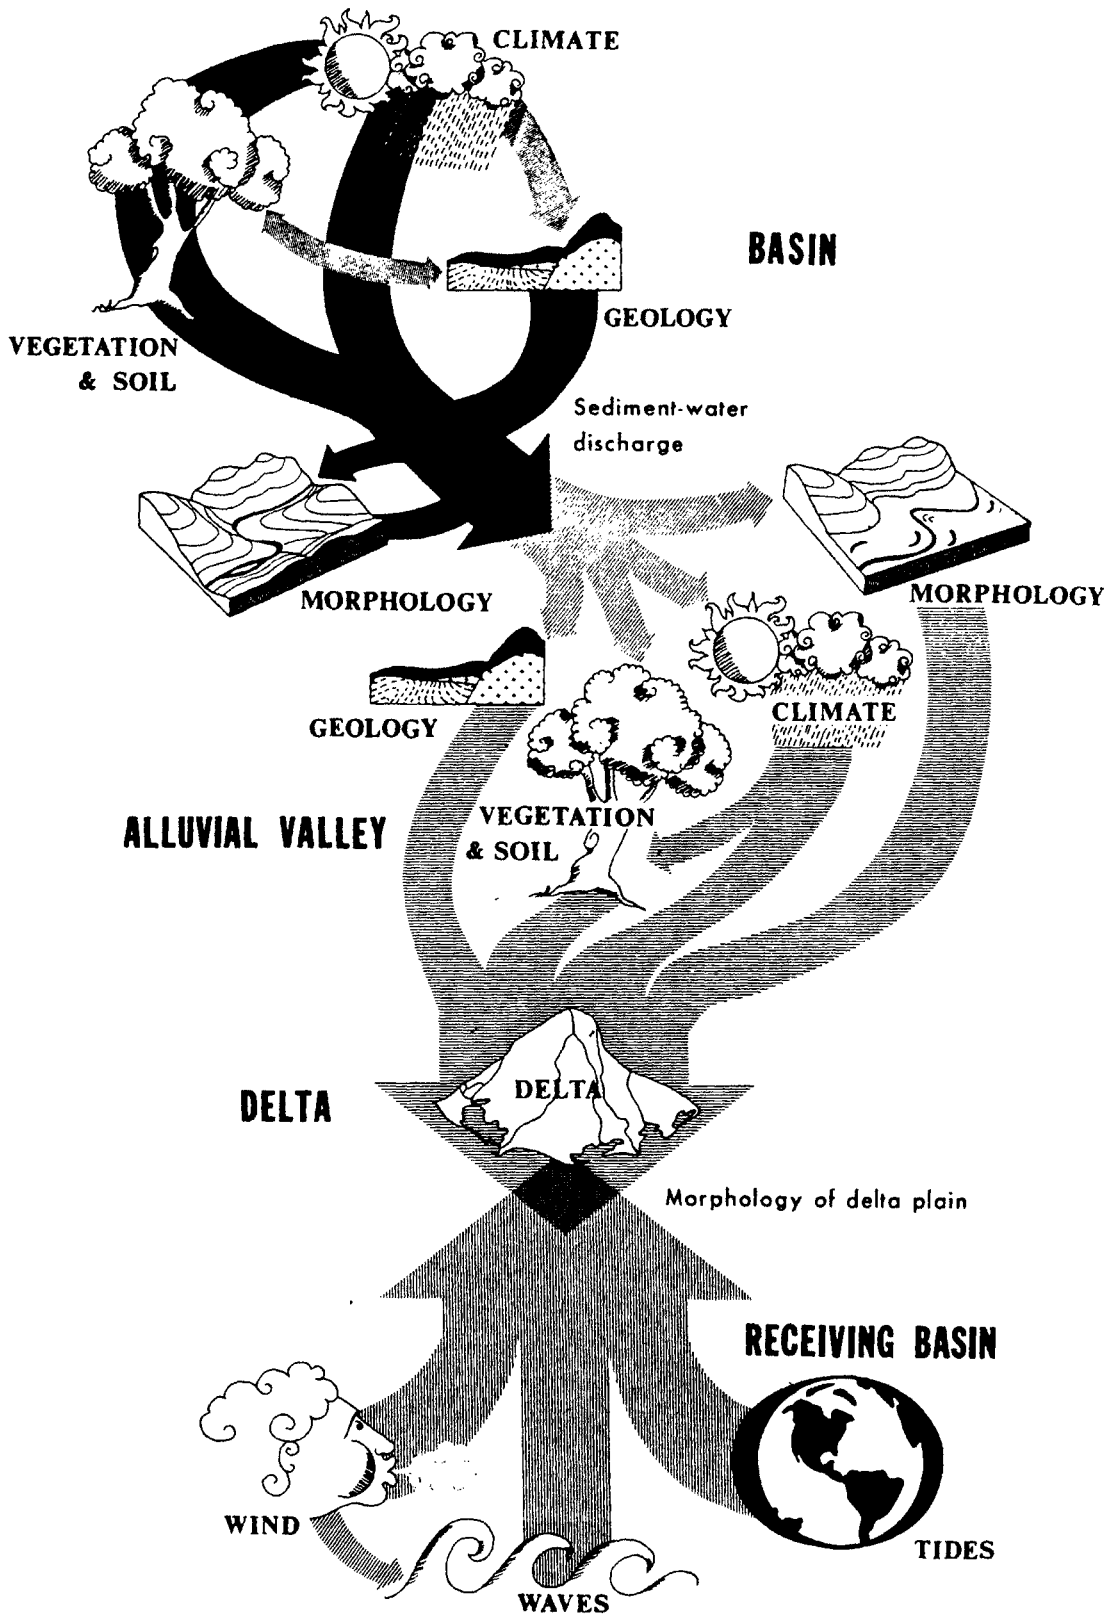 CLIMATE
BASIN
GEOLOGY
VEGETATION
& SOIL
Sediment-water
discharge
MORPHOLOGY
MORPHOLOGY
GEOLOGY
CLIMATE
VEGETATION
& SOIL
ALLUVIAL VALLEY
DELTA
DELTA
Morphology of delta plain
RECEIVING BASIN
WIND
TIDES
WAVES